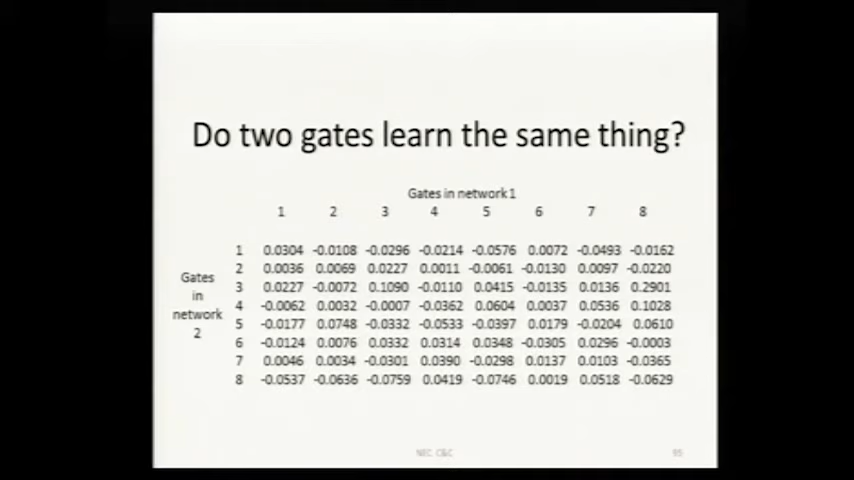 Do two gates learn the same thing?
Gates in network 1
1 2 3 4 5 6 7 8
Gates in network 2
1 0.0304 -0.0108 -0.0296 -0.0214 -0.0576 0.0072 -0.0493 -0.0162
2 0.0036 0.0069 0.0227 0.0011 -0.0061 -0.0130 0.0097 -0.0220
3 0.0227 -0.0072 0.1090 -0.0110 0.0415 -0.0135 0.0136 0.2901
4 -0.0062 0.0032 -0.0007 -0.0362 0.0604 0.0037 0.0536 0.1028
5 -0.0177 0.0748 -0.0332 -0.0533 -0.0397 0.0179 -0.0204 0.0610
6 -0.0124 0.0076 0.0332 0.0314 0.0348 -0.0305 0.0296 -0.0003
7 0.0046 0.0034 -0.0301 0.0390 -0.0298 0.0137 0.0103 -0.0365
8 -0.0537 -0.0636 -0.0759 0.0419 -0.0746 0.0019 0.0518 -0.0629
NEC C&C
95